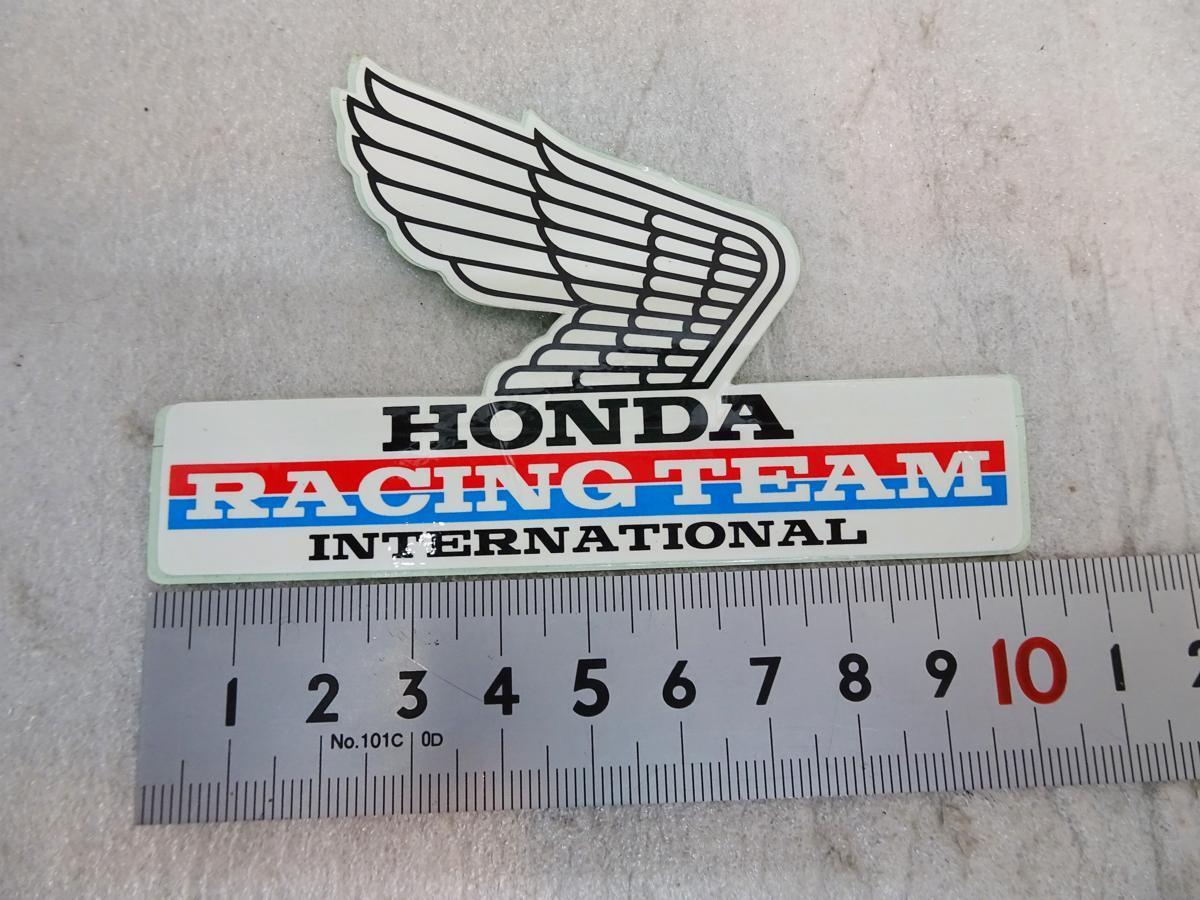 HONDA
RACING TEAM
INTERNATIONAL
1 2 3 4 5 6 7 8 9 10 1 2
No.101C 0D